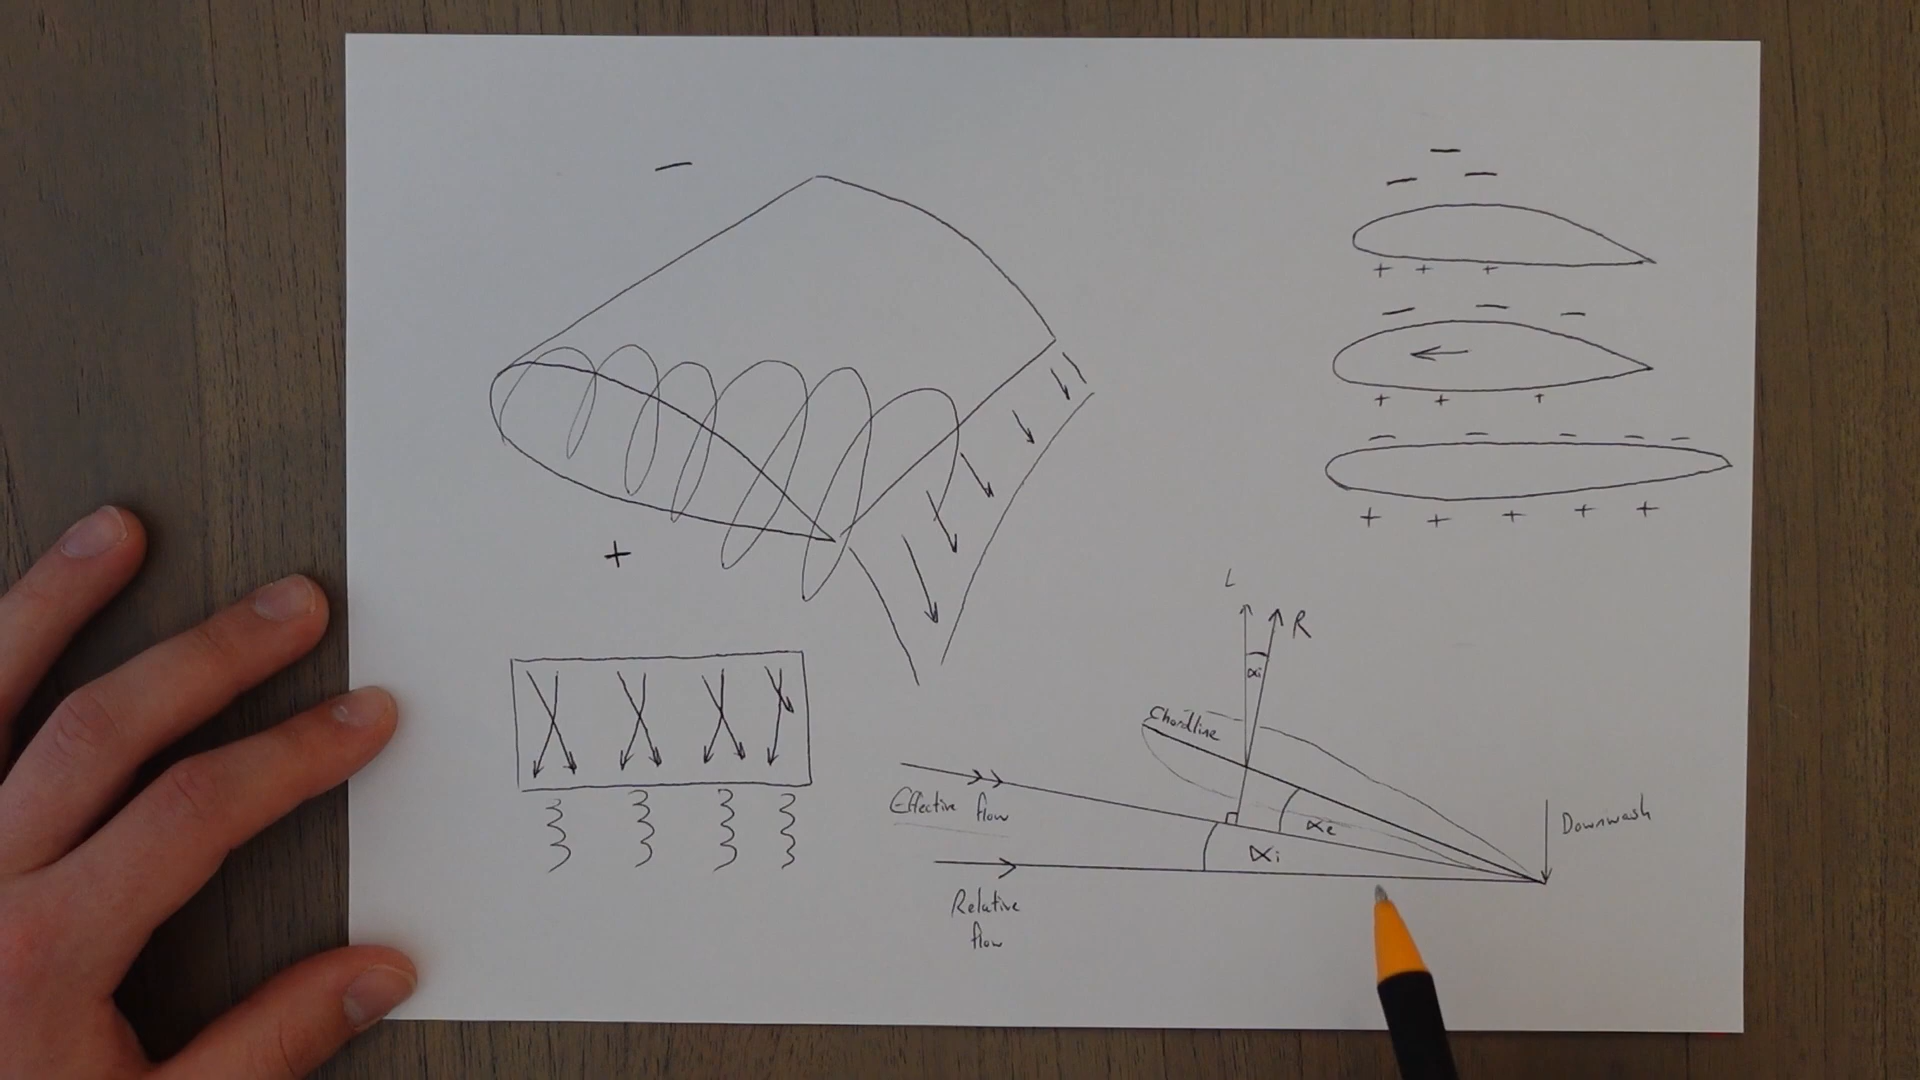 L
R
αi
Chordline
Effective flow
αe
αi
Downwash
Relative
flow